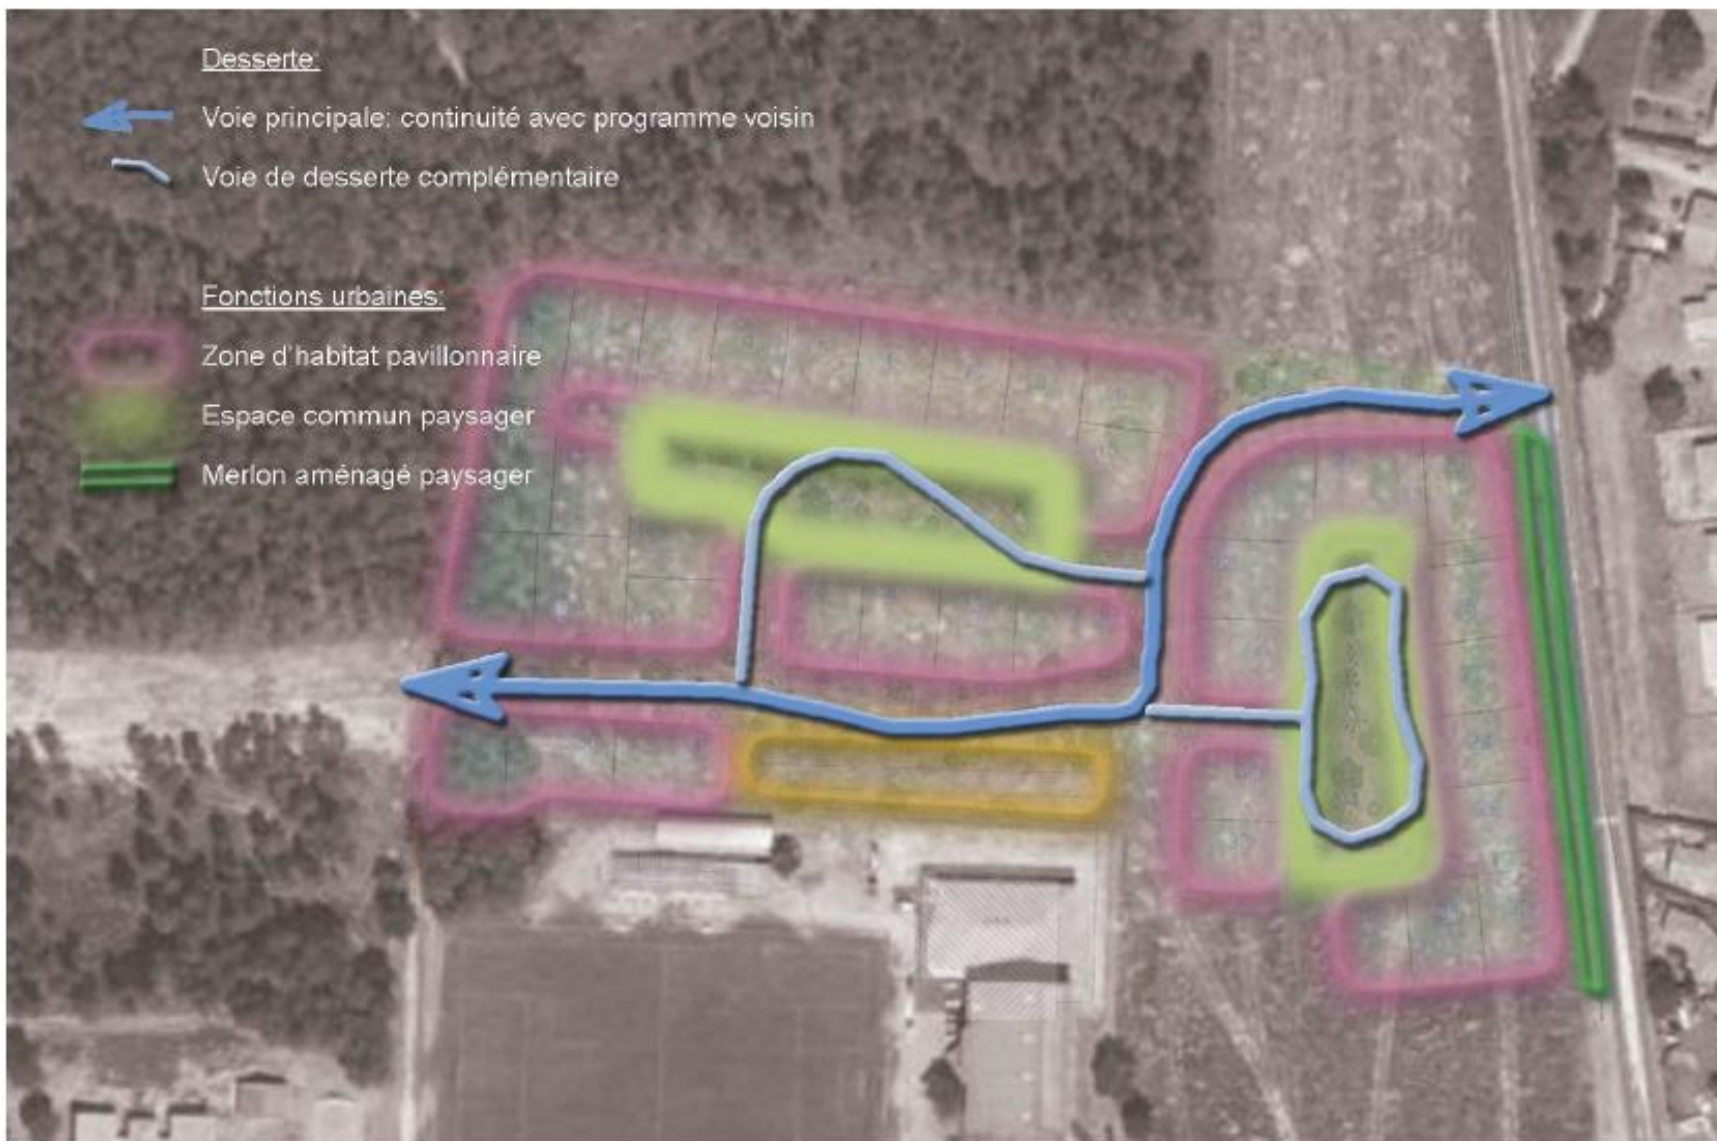 Desserte:
Voie principale: continuité avec programme voisin
Voie de desserte complémentaire
Fonctions urbaines:
Zone d'habitat pavillonnaire
Espace commun paysager
Merlon aménagé paysager